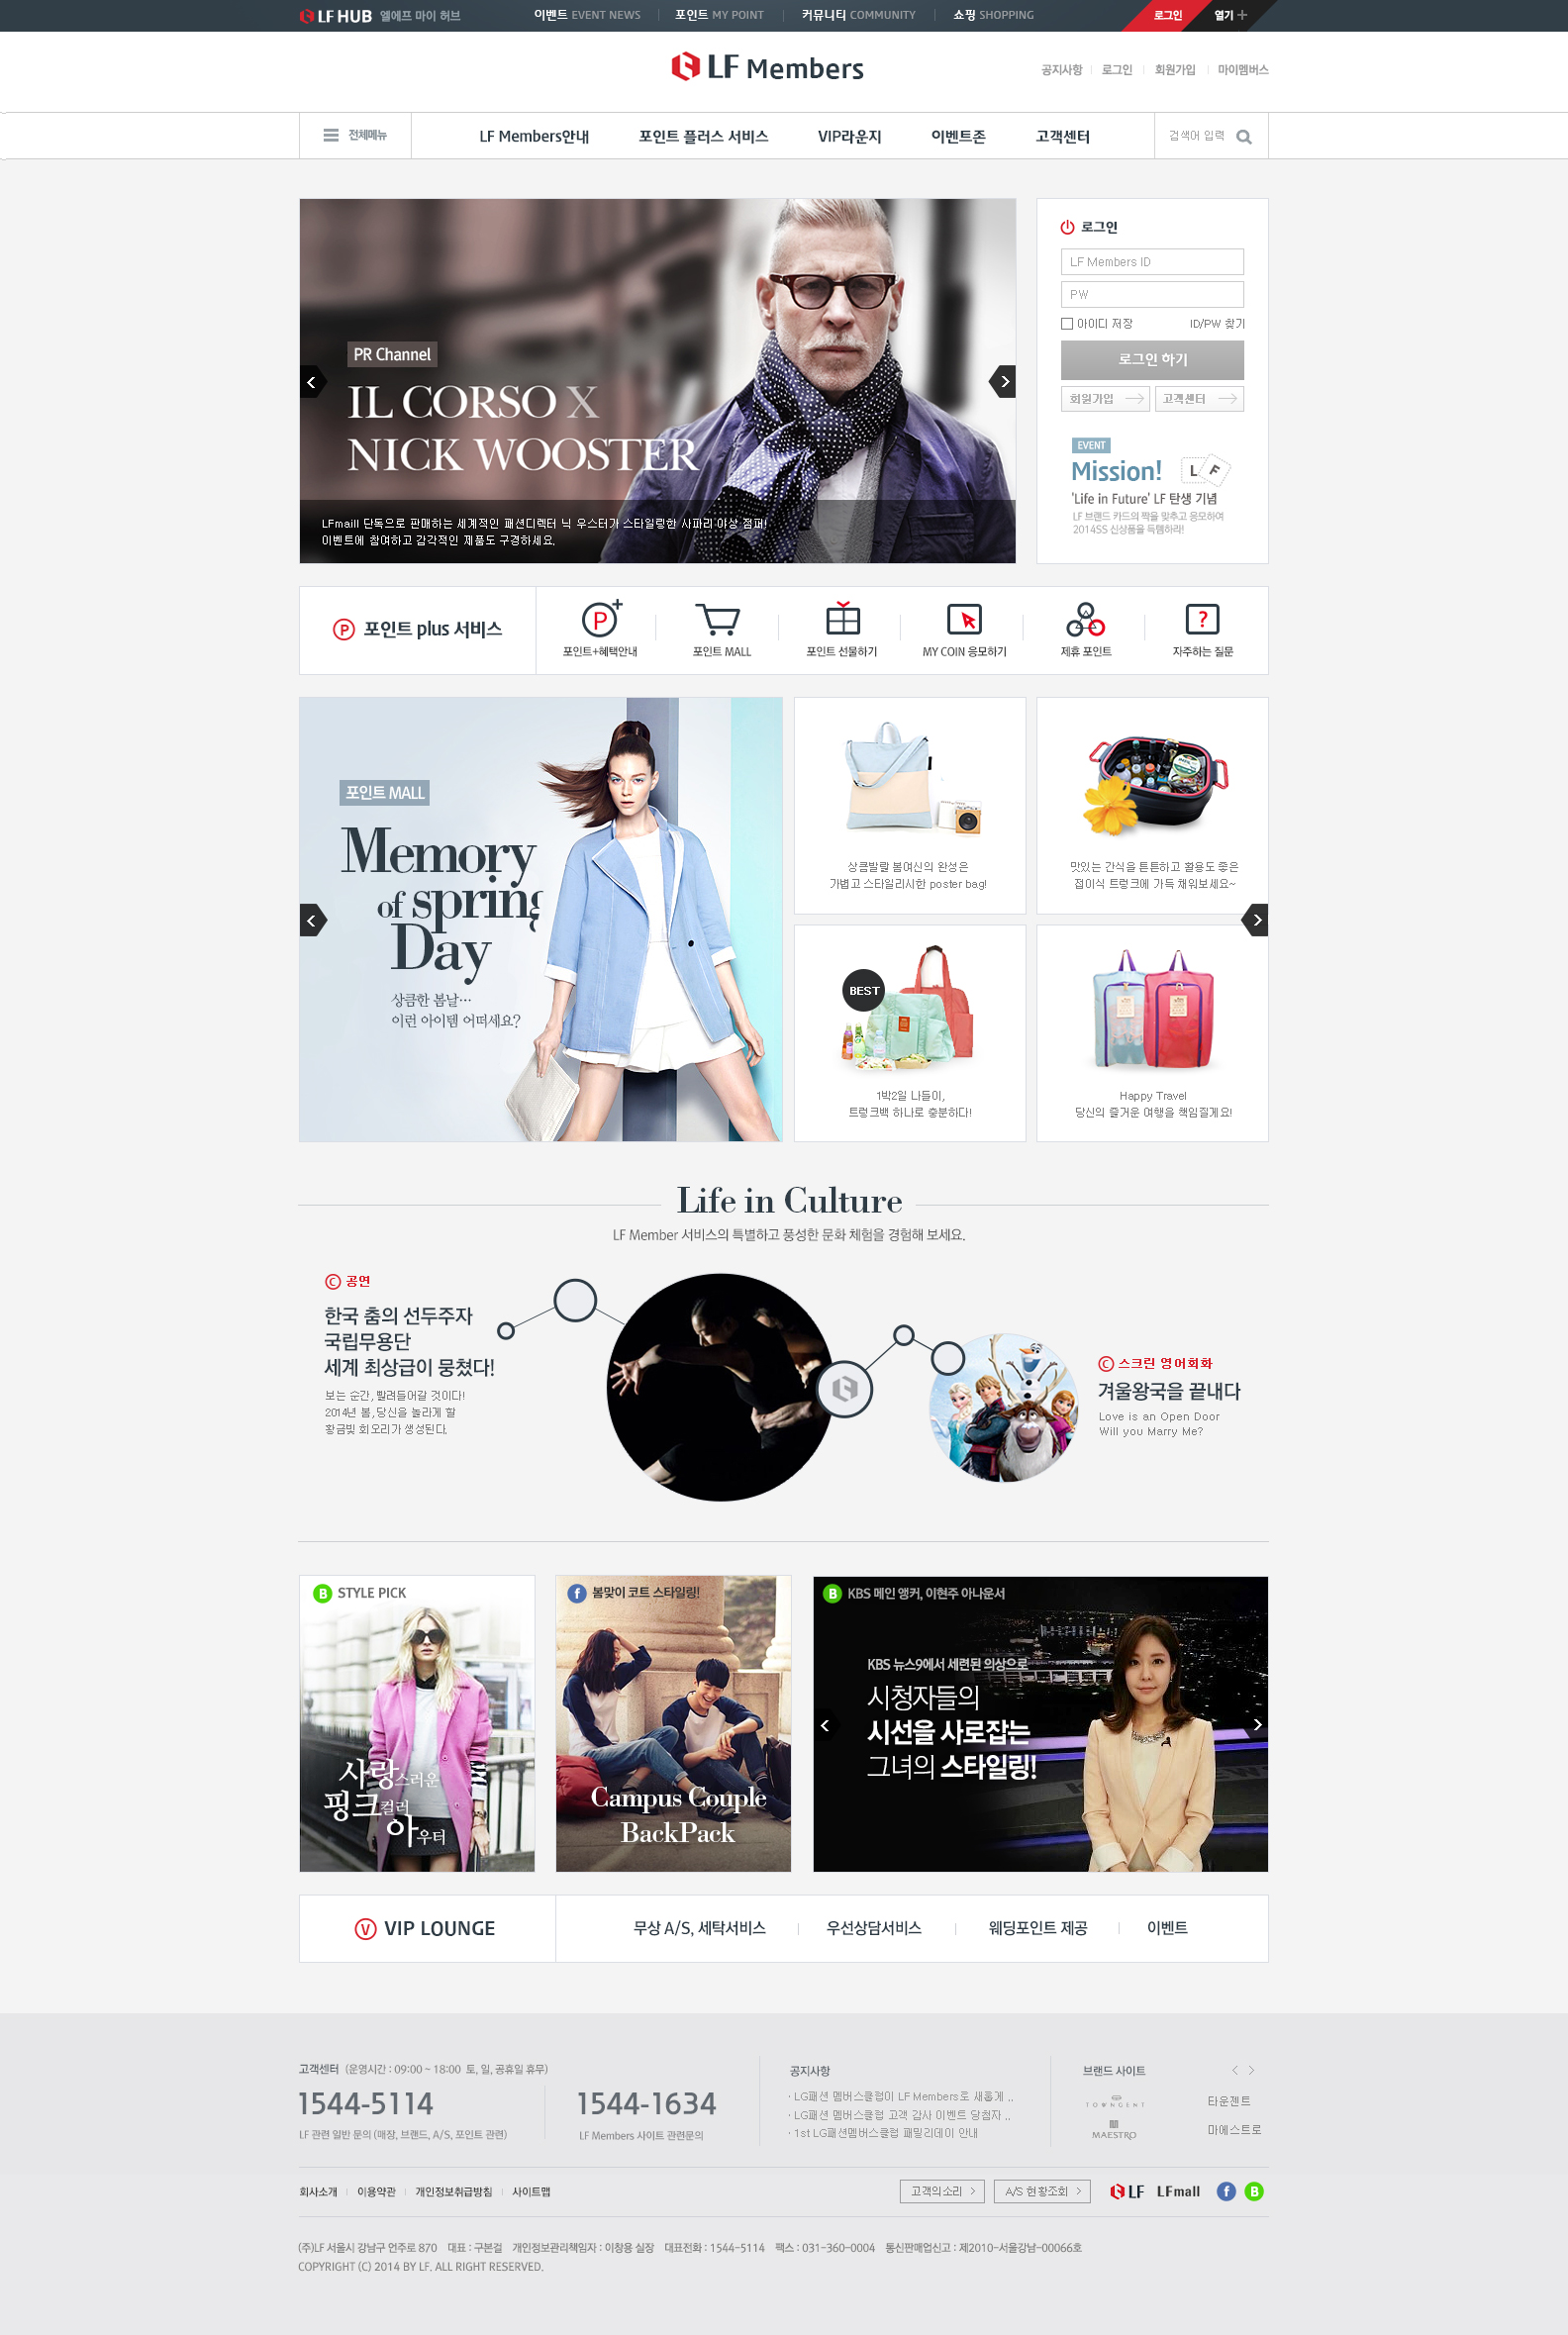 LF HUB 엘에프 마이 허브
이벤트 EVENT NEWS
포인트 MY POINT
커뮤니티 COMMUNITY
쇼핑 SHOPPING
로그인
열기 +
LF Members
공지사항
로그인
회원가입
마이멤버스
전체메뉴
LF Members안내
포인트 플러스 서비스
VIP라운지
이벤트존
고객센터
검색어 입력
PR Channel
IL CORSO X
NICK WOOSTER
LFmaill 단독으로 판매하는 세계적인 패션디렉터 닉 우스터가 스타일링한 사파리 야상 점퍼!
이벤트에 참여하고 감각적인 제품도 구경하세요.
로그인
LF Members ID
PW
아이디 저장
ID/PW 찾기
로그인 하기
회원가입
고객센터
EVENT
Mission!
L F
'Life in Future' LF 탄생 기념
LF 브랜드 카드의 짝을 맞추고 응모하여
2014SS 신상품을 득템하라!
P 포인트 plus 서비스
포인트+혜택안내
포인트 MALL
포인트 선물하기
MY COIN 응모하기
제휴 포인트
자주하는 질문
포인트 MALL
Memory
of spring
Day
상큼한 봄날…
이런 아이템 어떠세요?
상큼발랄 봄여신의 완성은
가볍고 스타일리시한 poster bag!
맛있는 간식을 튼튼하고 활용도 좋은
접이식 트렁크에 가득 채워보세요~
BEST
1박2일 나들이,
트렁크백 하나로 충분하다!
Happy Travel
당신의 즐거운 여행을 책임질게요!
Life in Culture
LF Member 서비스의 특별하고 풍성한 문화 체험을 경험해 보세요.
C 공연
한국 춤의 선두주자
국립무용단
세계 최상급이 뭉쳤다!
보는 순간, 빨려들어갈 것이다!
2014년 봄, 당신을 놀라게 할
황금빛 회오리가 생성된다.
C 스크린 영어회화
겨울왕국을 끝내다
Love is an Open Door
Will you Marry Me?
B STYLE PICK
사랑스러운
핑크컬러
아우터
f 봄맞이 코트 스타일링!
Campus Couple
BackPack
B KBS 메인 앵커, 이현주 아나운서
KBS 뉴스9에서 세련된 의상으로
시청자들의
시선을 사로잡는
그녀의 스타일링!
V VIP LOUNGE
무상 A/S, 세탁서비스
우선상담서비스
웨딩포인트 제공
이벤트
고객센터 (운영시간 : 09:00 ~ 18:00 토, 일, 공휴일 휴무)
1544-5114
LF 관련 일반 문의 (매장, 브랜드, A/S, 포인트 관련)
1544-1634
LF Members 사이트 관련문의
공지사항
· LG패션 멤버스클럽이 LF Members로 새롭게 ..
· LG패션 멤버스클럽 고객 감사 이벤트 당첨자 ..
· 1st LG패션멤버스클럽 패밀리데이 안내
브랜드 사이트
TOWNGENT
타운젠트
MAESTRO
마에스트로
회사소개
이용약관
개인정보취급방침
사이트맵
고객의소리
A/S 현황조회
LF
LFmall
f B
(주)LF 서울시 강남구 언주로 870 대표 : 구본걸 개인정보관리책임자 : 이창용 실장 대표전화 : 1544-5114 팩스 : 031-360-0004 통신판매업신고 : 제2010-서울강남-00066호
COPYRIGHT (C) 2014 BY LF. ALL RIGHT RESERVED.